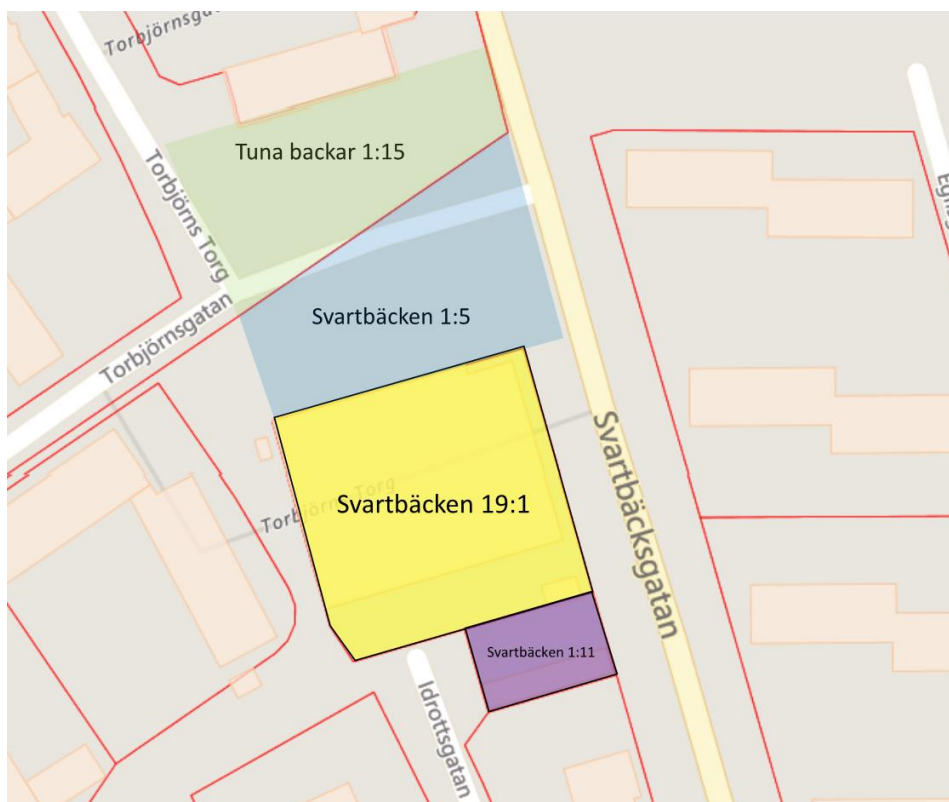 Torbjörnsga
Tuna backar 1:15
Torbjörns Torg
Svartbäcken 1:5
Torbjörnsgatan
Svartbäcken 19:1
Torbjörns Torg
Svartbäcksgatan
Svartbäcken 1:11
Idrottsgatan